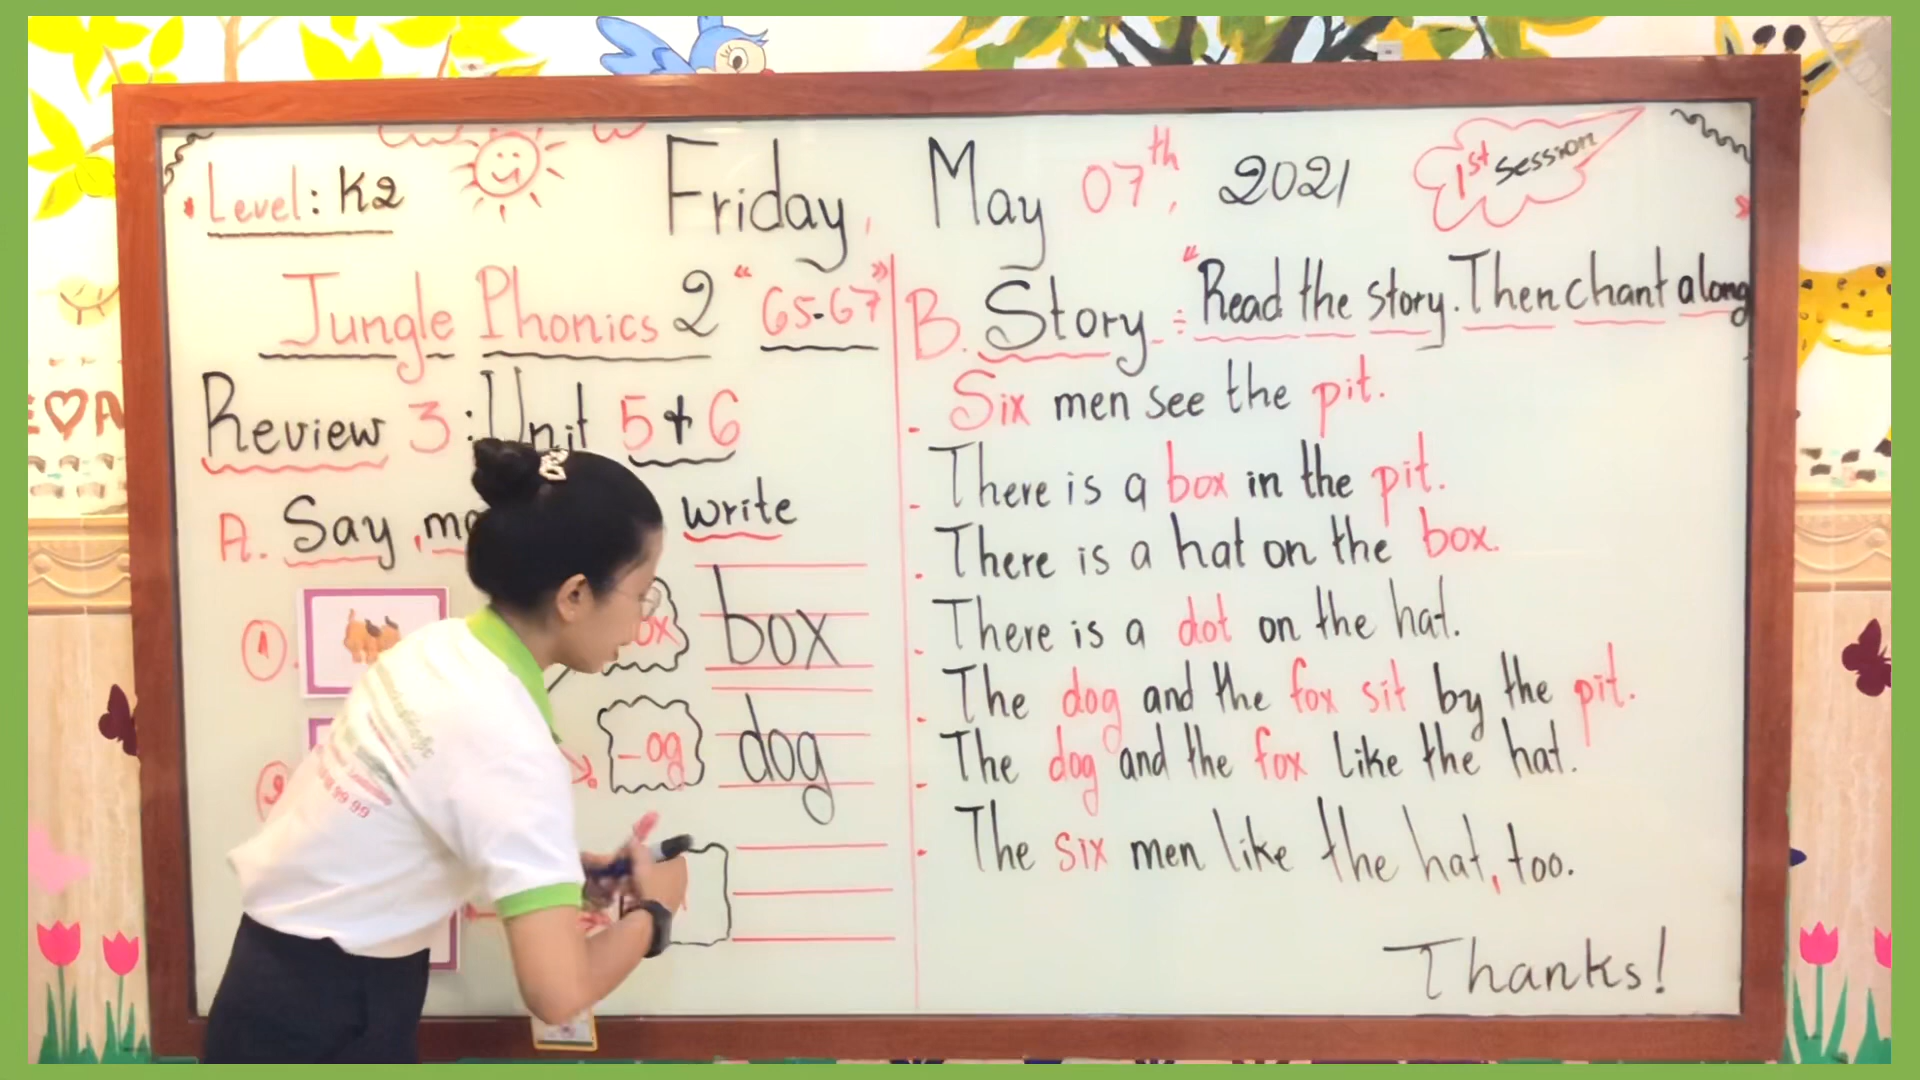 Level: K2
Friday, May 07th, 2021
1st session
Jungle Phonics 2 "65-67"
Review 3: Unit 5+6
A. Say, write
1.
box
-og dog
B. Story: "Read the story. Then chant along
- Six men see the pit.
- There is a box in the pit.
- There is a hat on the box.
- There is a dot on the hat.
- The dog and the fox sit by the pit.
- The dog and the fox like the hat.
- The six men like the hat, too.
Thanks!